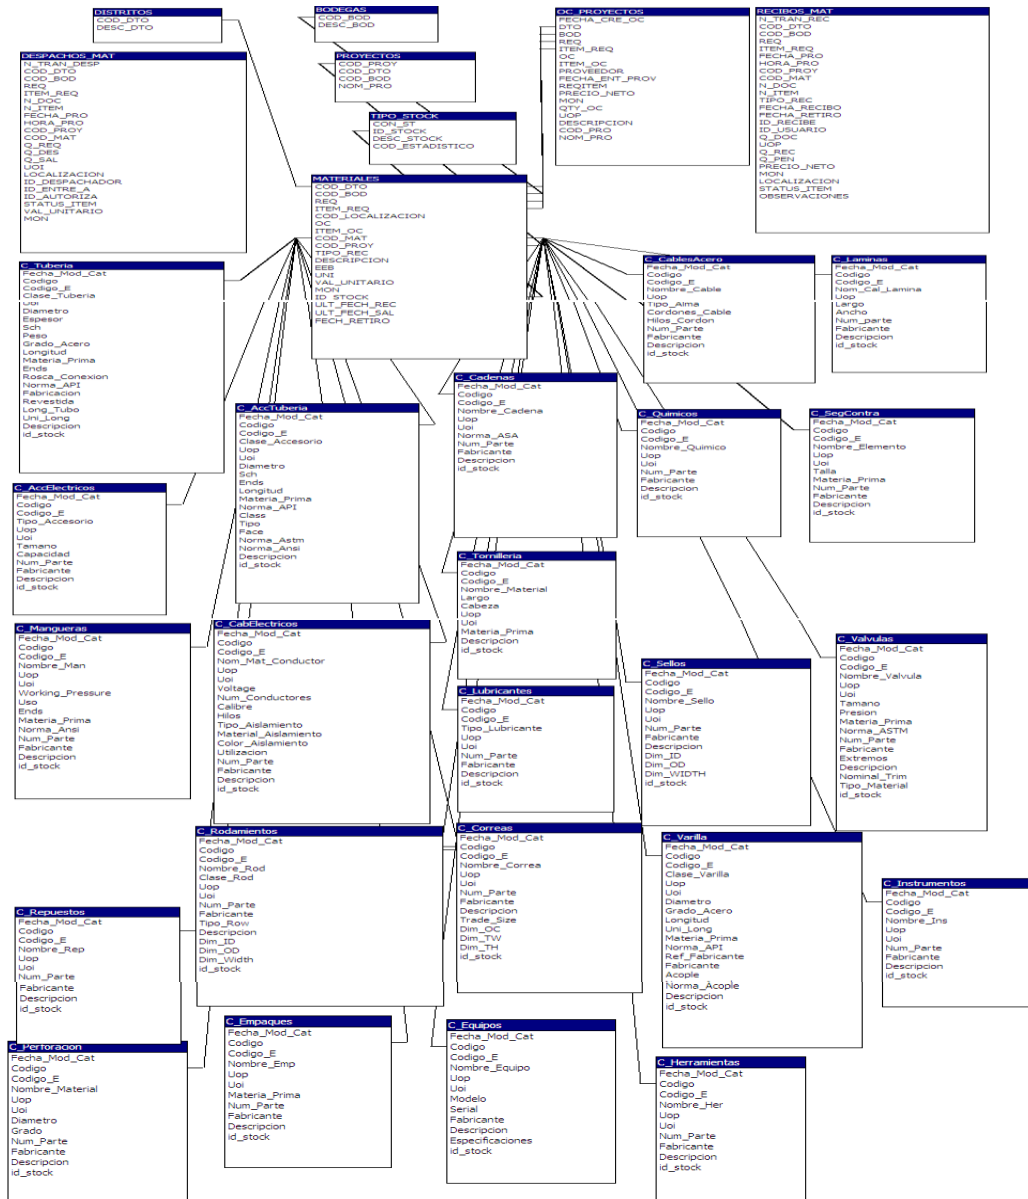 DISTRITOS
COD_DTO
DESC_DTO
BODEGAS
COD_BOD
DESC_BOD
OC_PROYECTOS
FECHA_CRE_OC
DTO
BOD
REQ
ITEM_REQ
OC
ITEM_OC
PROVEEDOR
FECHA_ENT_PROV
REQITEM
PRECIO_NETO
MON
QTY_OC
UOP
DESCRIPCION
COD_PRO
NOM_PRO
RECIBOS_MAT
N_TRAN_REC
COD_DTO
COD_BOD
REQ
ITEM_REQ
FECHA_PRO
HORA_PRO
COD_PROY
COD_MAT
N_DOC
N_ITEM
TIPO_REC
FECHA_RECIBO
FECHA_RETIRO
ID_RECIBE
ID_USUARIO
Q_DOC
UOP
Q_REC
Q_PEN
PRECIO_NETO
MON
LOCALIZACION
STATUS_ITEM
OBSERVACIONES
DESPACHOS_MAT
N_TRAN_DESP
COD_DTO
COD_BOD
REQ
ITEM_REQ
N_DOC
N_ITEM
FECHA_PRO
HORA_PRO
COD_PROY
COD_MAT
Q_REQ
Q_DES
Q_SAL
UOI
LOCALIZACION
ID_DESPACHADOR
ID_ENTRE_A
ID_AUTORIZA
STATUS_ITEM
VAL_UNITARIO
MON
PROYECTOS
COD_PROY
COD_DTO
COD_BOD
NOM_PRO
TIPO_STOCK
CON_ST
ID_STOCK
DESC_STOCK
COD_ESTADISTICO
MATERIALES
COD_DTO
COD_BOD
REQ
ITEM_REQ
COD_LOCALIZACION
OC
ITEM_OC
COD_MAT
COD_PROY
TIPO_REC
DESCRIPCION
EEB
UNI
VAL_UNITARIO
MON
ID_STOCK
ULT_FECH_REC
ULT_FECH_SAL
FECH_RETIRO
C_Tuberia
Fecha_Mod_Cat
Codigo
Codigo_E
Clase_Tuberia
Uoi
Diametro
Espesor
Sch
Peso
Grado_Acero
Longitud
Materia_Prima
Ends
Rosca_Conexion
Norma_API
Fabricacion
Revestida
Long_Tubo
Uni_Long
Descripcion
id_stock
C_CablesAcero
Fecha_Mod_Cat
Codigo
Codigo_E
Nombre_Cable
Uop
Tipo_Alma
Cordones_Cable
Hilos_Cordon
Num_Parte
Fabricante
Descripcion
id_stock
C_Laminas
Fecha_Mod_Cat
Codigo
Codigo_E
Nom_Cal_Lamina
Uop
Largo
Ancho
Num_parte
Fabricante
Descripcion
id_stock
C_AccTuberia
Fecha_Mod_Cat
Codigo
Codigo_E
Clase_Accesorio
Uop
Uoi
Diametro
Sch
Ends
Longitud
Materia_Prima
Norma_API
Class
Tipo
Face
Norma_Astm
Norma_Ansi
Descripcion
id_stock
C_Cadenas
Fecha_Mod_Cat
Codigo
Codigo_E
Nombre_Cadena
Uop
Uoi
Norma_ASA
Num_Parte
Fabricante
Descripcion
id_stock
C_Quimicos
Fecha_Mod_Cat
Codigo
Codigo_E
Nombre_Quimico
Uop
Uoi
Num_Parte
Fabricante
Descripcion
id_stock
C_SegContra
Fecha_Mod_Cat
Codigo
Codigo_E
Nombre_Elemento
Uop
Uoi
Talla
Materia_Prima
Num_Parte
Fabricante
Descripcion
id_stock
C_AccElectricos
Fecha_Mod_Cat
Codigo
Codigo_E
Tipo_Accesorio
Uop
Uoi
Tamano
Capacidad
Num_Parte
Fabricante
Descripcion
id_stock
C_Tornilleria
Fecha_Mod_Cat
Codigo
Codigo_E
Nombre_Material
Largo
Cabeza
Uop
Uoi
Materia_Prima
Descripcion
id_stock
C_Mangueras
Fecha_Mod_Cat
Codigo
Codigo_E
Nombre_Man
Uop
Uoi
Working_Pressure
Uso
Ends
Materia_Prima
Norma_Ansi
Num_Parte
Fabricante
Descripcion
id_stock
C_CabElectricos
Fecha_Mod_Cat
Codigo
Codigo_E
Nom_Mat_Conductor
Uop
Uoi
Voltage
Num_Conductores
Calibre
Hilos
Tipo_Aislamiento
Material_Aislamiento
Color_Aislamiento
Utilizacion
Num_Parte
Fabricante
Descripcion
id_stock
C_Sellos
Fecha_Mod_Cat
Codigo
Codigo_E
Nombre_Sello
Uop
Uoi
Num_Parte
Fabricante
Descripcion
Dim_ID
Dim_OD
Dim_WIDTH
id_stock
C_Valvulas
Fecha_Mod_Cat
Codigo
Codigo_E
Nombre_Valvula
Uop
Uoi
Tamano
Presion
Materia_Prima
Norma_ASTM
Num_Parte
Fabricante
Extremos
Descripcion
Nominal_Trim
Tipo_Material
id_stock
C_Lubricantes
Fecha_Mod_Cat
Codigo
Codigo_E
Tipo_Lubricante
Uop
Uoi
Num_Parte
Fabricante
Descripcion
id_stock
C_Rodamientos
Fecha_Mod_Cat
Codigo
Codigo_E
Nombre_Rod
Clase_Rod
Uop
Uoi
Num_Parte
Fabricante
Tipo_Row
Descripcion
Dim_ID
Dim_OD
Dim_Width
id_stock
C_Correas
Fecha_Mod_Cat
Codigo
Codigo_E
Nombre_Correa
Uop
Uoi
Num_Parte
Fabricante
Descripcion
Trade_Size
Dim_OC
Dim_TW
Dim_TH
id_stock
C_Varilla
Fecha_Mod_Cat
Codigo
Codigo_E
Clase_Varilla
Uop
Uoi
Diametro
Grado_Acero
Longitud
Uni_Long
Materia_Prima
Norma_API
Ref_Fabricante
Fabricante
Acople
Norma_Acople
Descripcion
id_stock
C_Instrumentos
Fecha_Mod_Cat
Codigo
Codigo_E
Nombre_Ins
Uop
Uoi
Num_Parte
Fabricante
Descripcion
id_stock
C_Repuestos
Fecha_Mod_Cat
Codigo
Codigo_E
Nombre_Rep
Uop
Uoi
Num_Parte
Fabricante
Descripcion
id_stock
C_Empaques
Fecha_Mod_Cat
Codigo
Codigo_E
Nombre_Emp
Uop
Uoi
Materia_Prima
Num_Parte
Fabricante
Descripcion
id_stock
C_Equipos
Fecha_Mod_Cat
Codigo
Codigo_E
Nombre_Equipo
Uop
Uoi
Modelo
Serial
Fabricante
Descripcion
Especificaciones
id_stock
C_Perforacion
Fecha_Mod_Cat
Codigo
Codigo_E
Nombre_Material
Uop
Uoi
Diametro
Grado
Num_Parte
Fabricante
Descripcion
id_stock
C_Herramientas
Fecha_Mod_Cat
Codigo
Codigo_E
Nombre_Her
Uop
Uoi
Num_Parte
Fabricante
Descripcion
id_stock